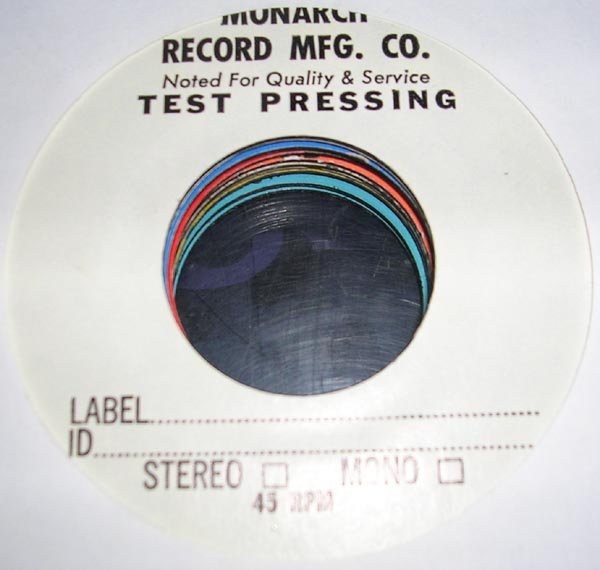 MONARCH
RECORD MFG. CO.
Noted For Quality & Service
TEST PRESSING
LABEL..............................................................
ID..................................................................
STEREO □ MONO □
45 RPM